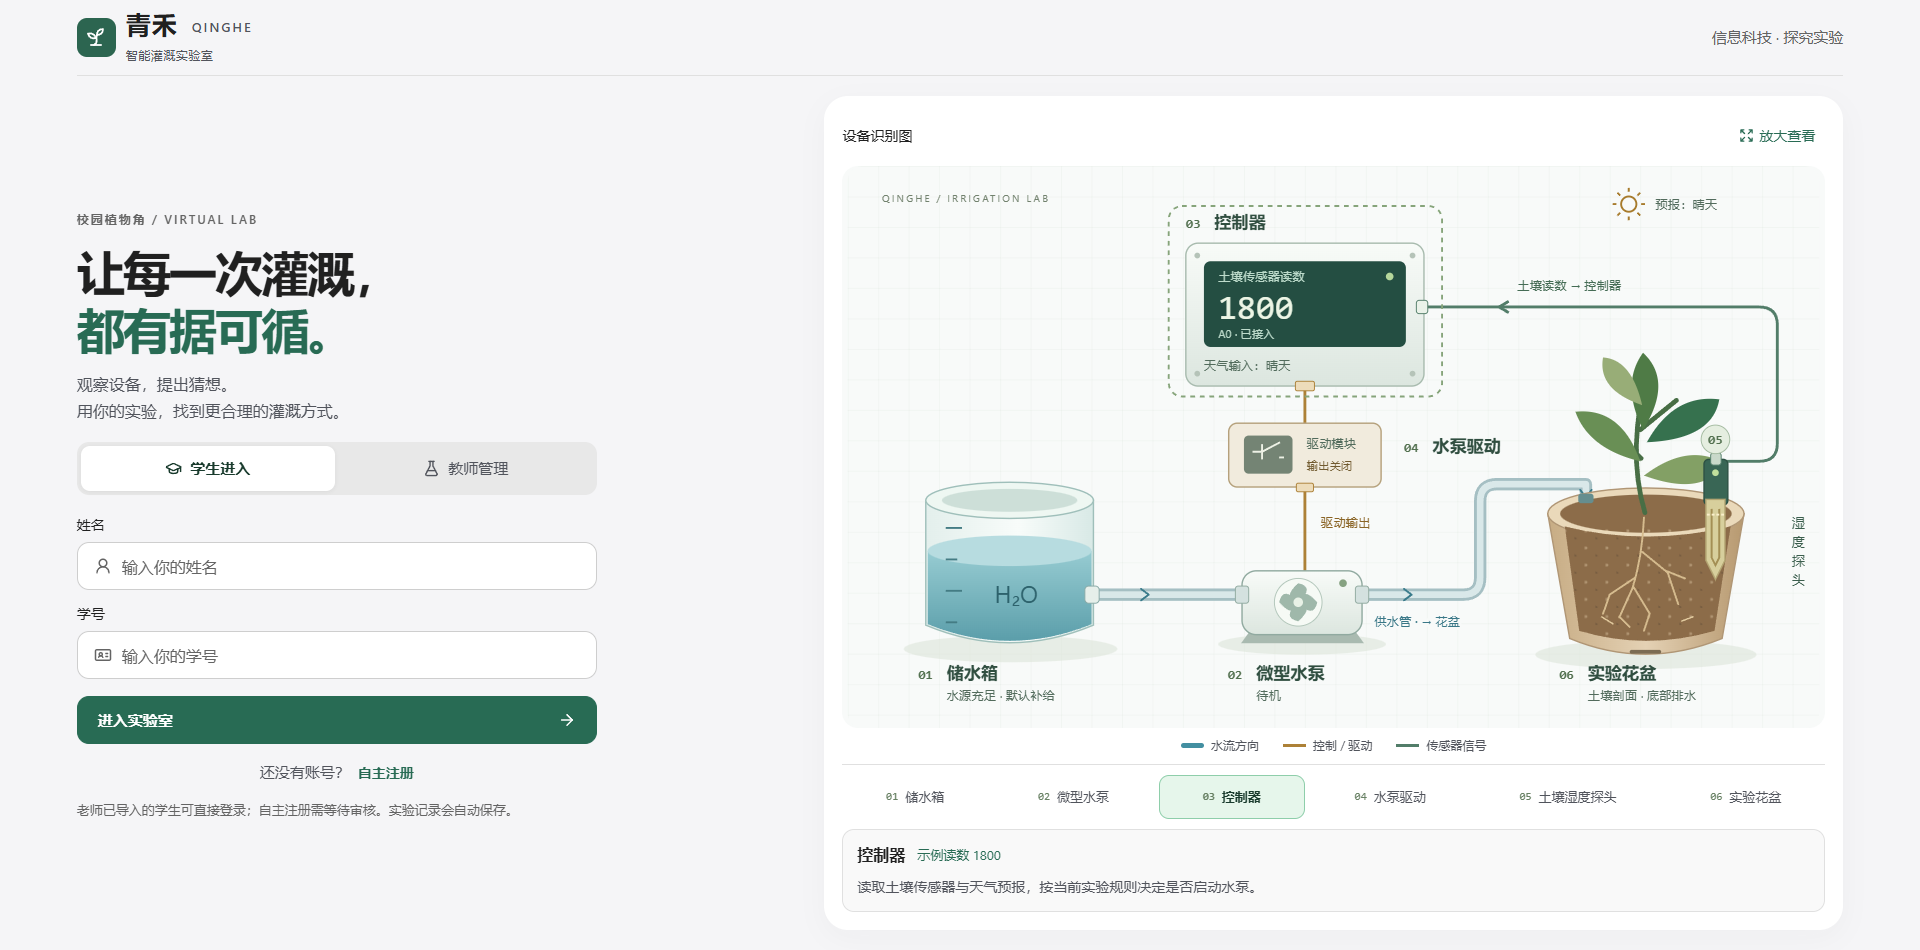 青禾 QINGHE
智能灌溉实验室
信息科技 · 探究实验
校园植物角 / VIRTUAL LAB
让每一次灌溉，
都有据可循。
观察设备，提出猜想。
用你的实验，找到更合理的灌溉方式。
学生进入
教师管理
姓名
输入你的姓名
学号
输入你的学号
进入实验室
还没有账号？ 自主注册
老师已导入的学生可直接登录；自主注册需等待审核。实验记录会自动保存。
设备识别图
放大查看
QINGHE / IRRIGATION LAB
预报：晴天
03 控制器
土壤传感器读数
1800
A0 · 已接入
天气输入：晴天
土壤读数 → 控制器
驱动模块
输出关闭
04 水泵驱动
05
驱动输出
湿度探头
H₂O
供水管 · → 花盆
01 储水箱
水源充足 · 默认补给
02 微型水泵
待机
06 实验花盆
土壤剖面 · 底部排水
水流方向
控制 / 驱动
传感器信号
01 储水箱
02 微型水泵
03 控制器
04 水泵驱动
05 土壤湿度探头
06 实验花盆
控制器 示例读数 1800
读取土壤传感器与天气预报，按当前实验规则决定是否启动水泵。